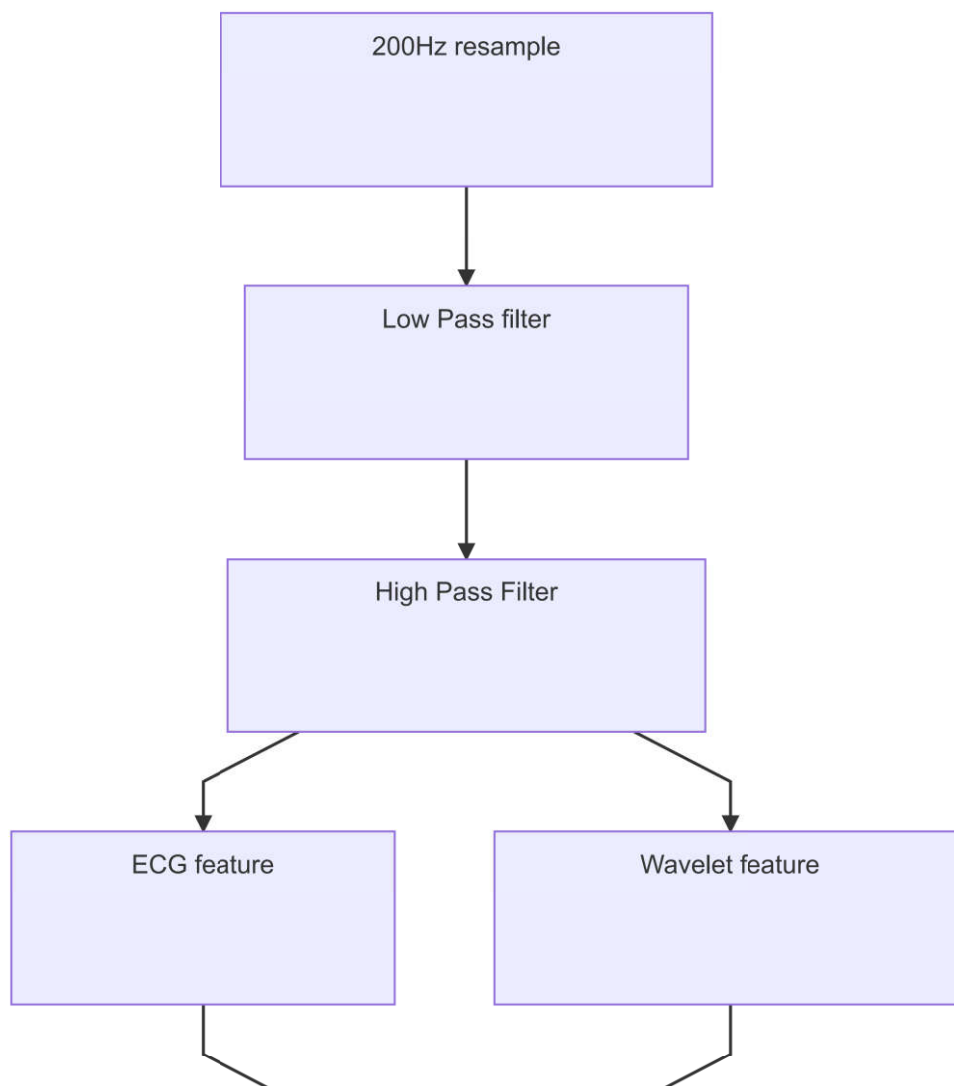 200Hz resample
Low Pass filter
High Pass Filter
ECG feature
Wavelet feature